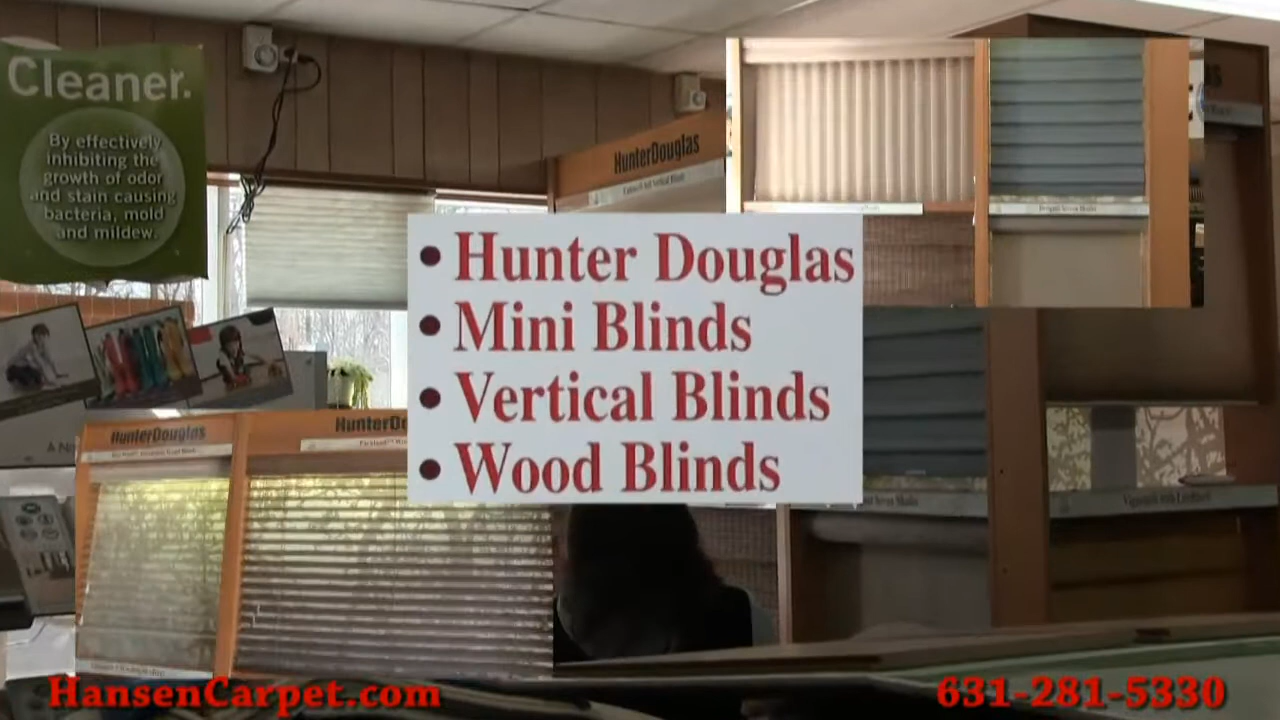 Cleaner.
By effectively
inhibiting the
growth of odor
and stain causing
bacteria, mold
and mildew.
HunterDouglas
• Hunter Douglas
• Mini Blinds
• Vertical Blinds
• Wood Blinds
HunterDouglas
HunterDo
HansenCarpet.com
631-281-5330